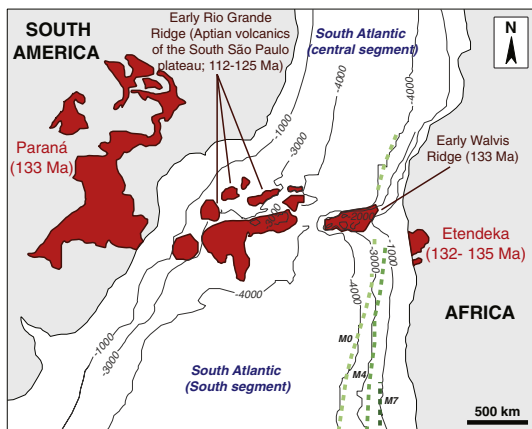 SOUTH
AMERICA
Early Rio Grande
Ridge (Aptian volcanics
of the South São Paulo
plateau; 112-125 Ma)
South Atlantic
(central segment)
N
-4000
-4000
-1000
-3000
Paraná
(133 Ma)
Early Walvis
Ridge (133 Ma)
-2000
Etendeka
(132- 135 Ma)
-1000
-3000
-4000
-4000
-1000
-3000
AFRICA
South Atlantic
(South segment)
M0
M4
M7
500 km